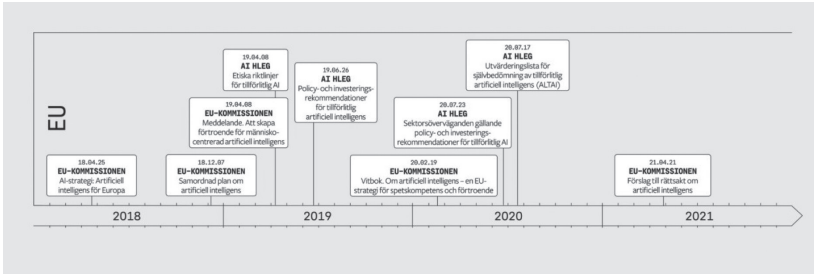 EU
18.04.25
EU-KOMMISSIONEN
AI-strategi: Artificiell
intelligens för Europa
18.12.07
EU-KOMMISSIONEN
Samordnad plan om
artificiell intelligens
19.04.08
AI HLEG
Etiska riktlinjer
för tillförlitlig AI
19.04.08
EU-KOMMISSIONEN
Meddelande. Att skapa
förtroende för människo-
centrerad artificiell intelligens
19.06.26
AI HLEG
Policy- och investerings-
rekommendationer
för tillförlitlig
artificiell intelligens
20.02.19
EU-KOMMISSIONEN
Vitbok. Om artificiell intelligens – en EU-
strategi för spetskompetens och förtroende
20.07.23
AI HLEG
Sektorsöverväganden gällande
policy- och investerings-
rekommendationer för tillförlitlig AI
20.07.17
AI HLEG
Utvärderingslista för
självbedömning av tillförlitlig
artificiell intelligens (ALTAI)
21.04.21
EU-KOMMISSIONEN
Förslag till rättsakt om
artificiell intelligens
2018
2019
2020
2021